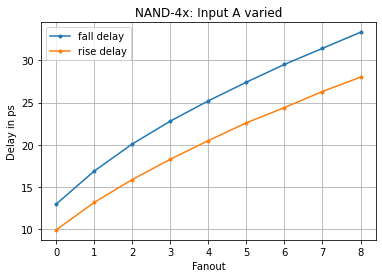 NAND-4x: Input A varied
fall delay
rise delay
Delay in ps
30
25
20
15
10
0 1 2 3 4 5 6 7 8
Fanout